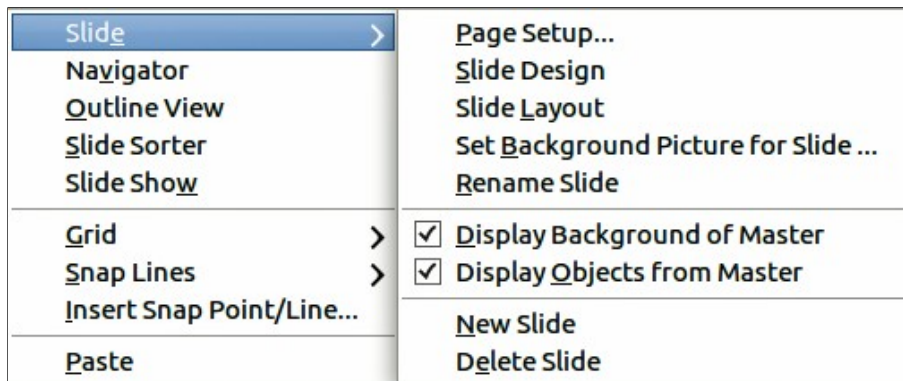 Slide
Navigator
Outline View
Slide Sorter
Slide Show
Grid
Snap Lines
Insert Snap Point/Line...
Paste
Page Setup...
Slide Design
Slide Layout
Set Background Picture for Slide ...
Rename Slide
Display Background of Master
Display Objects from Master
New Slide
Delete Slide